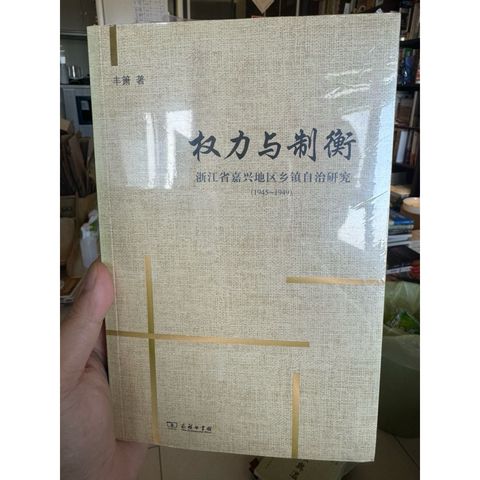 丰箫 著
权力与制衡
浙江省嘉兴地区乡镇自治研究
(1945~1949)
商务印书馆